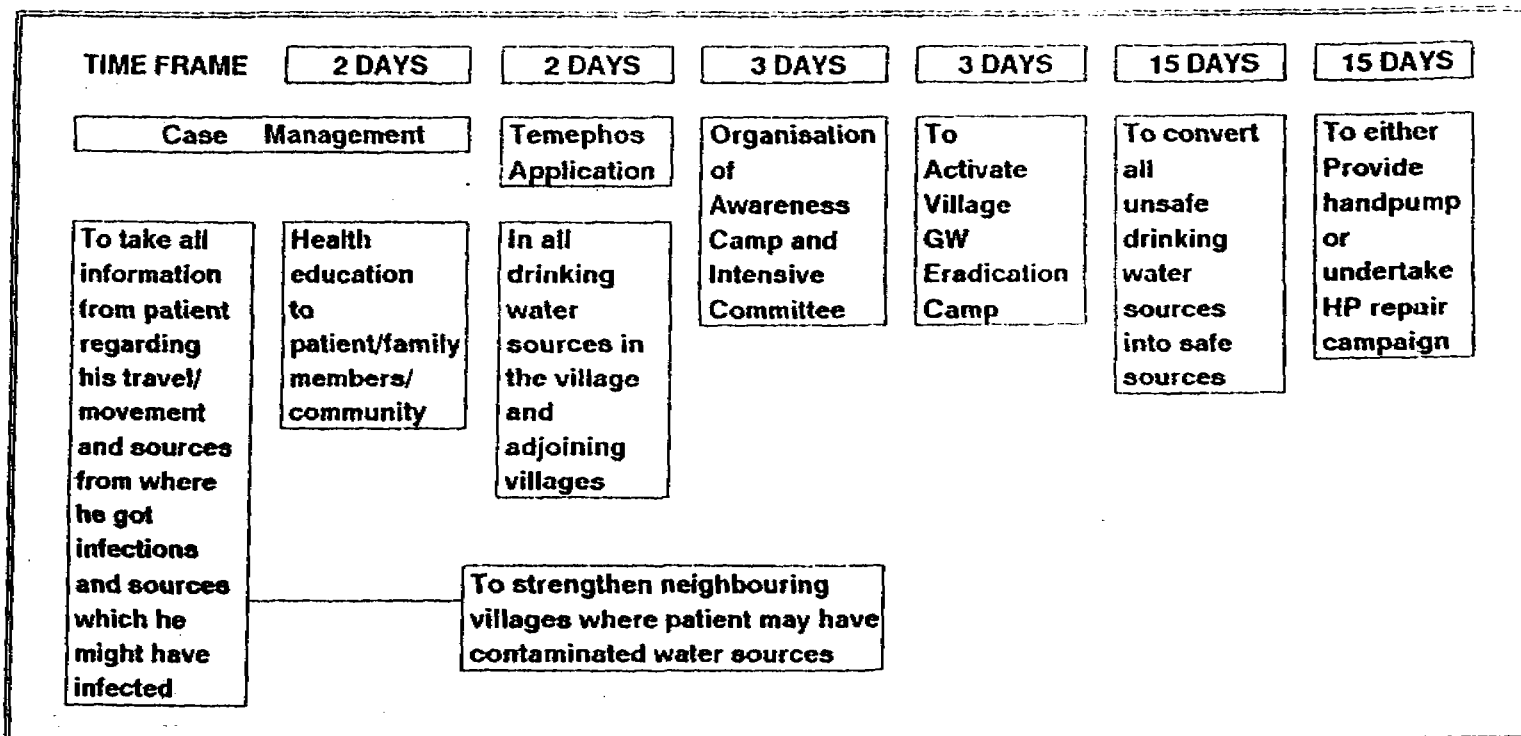 TIME FRAME
2 DAYS
2 DAYS
3 DAYS
3 DAYS
15 DAYS
15 DAYS
Case Management
To take all
information
from patient
regarding
his travel/
movement
and sources
from where
he got
infections
and sources
which he
might have
infected
Health
education
to
patient/family
members/
community
Temephos
Application
In all
drinking
water
sources in
the village
and
adjoining
villages
To strengthen neighbouring
villages where patient may have
contaminated water sources
Organisation
of
Awareness
Camp and
Intensive
Committee
To
Activate
Village
GW
Eradication
Camp
To convert
all
unsafe
drinking
water
sources
into safe
sources
To either
Provide
handpump
or
undertake
HP repair
campaign